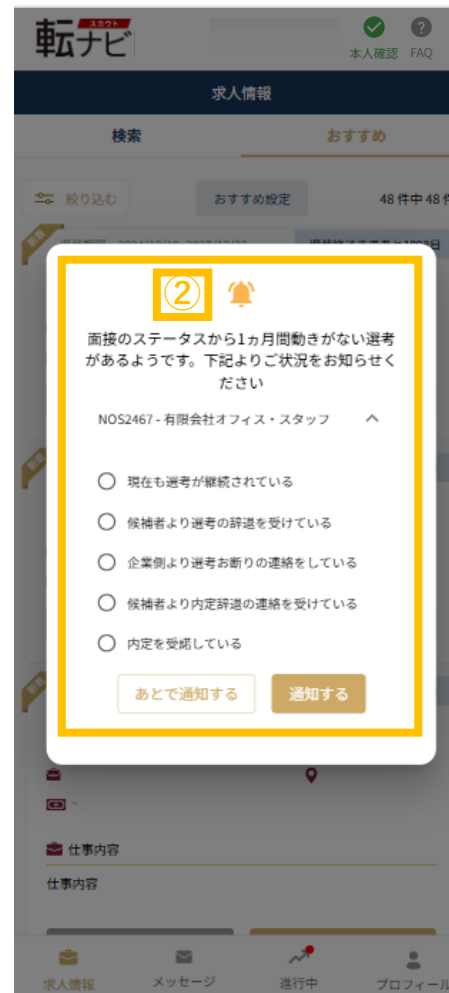 スカウト
転ナビ
本人確認 FAQ
求人情報
検索 おすすめ
絞り込む おすすめ設定 48 件中 48 件
②
面接のステータスから1ヵ月間動きがない選考
があるようです。下記よりご状況をお知らせく
ださい
NOS2467 - 有限会社オフィス・スタッフ
現在も選考が継続されている
候補者より選考の辞退を受けている
企業側より選考お断りの連絡をしている
候補者より内定辞退の連絡を受けている
内定を受諾している
あとで通知する 通知する
~
仕事内容
仕事内容
求人情報 メッセージ 進行中 プロフィール